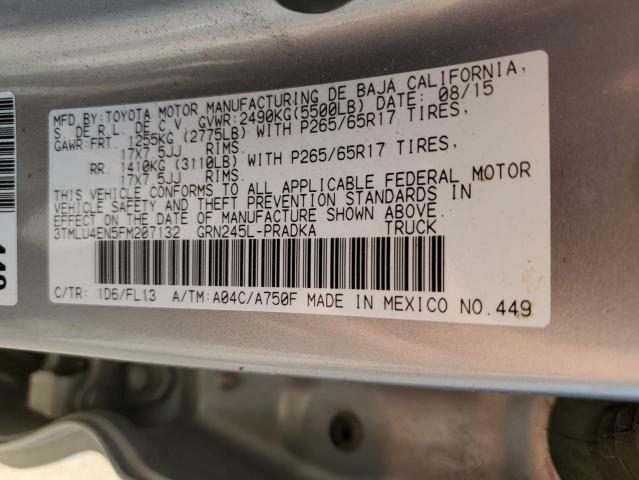 MFD.BY:TOYOTA MOTOR MANUFACTURING DE BAJA CALIFORNIA,
S. DE R.L. DE C.V. GVWR:2490KG(5500LB) DATE: 08/15
GAWR:FRT. 1255KG (2775LB) WITH P265/65R17 TIRES,
17X7.5JJ RIMS.
RR. 1410KG (3110LB) WITH P265/65R17 TIRES,
17X7.5JJ RIMS.
THIS VEHICLE CONFORMS TO ALL APPLICABLE FEDERAL MOTOR
VEHICLE SAFETY AND THEFT PREVENTION STANDARDS IN
EFFECT ON THE DATE OF MANUFACTURE SHOWN ABOVE.
3TMLU4EN5FM207132 GRN245L-PRADKA TRUCK
C/TR: 1D6/FL13 A/TM:A04C/A750F MADE IN MEXICO NO.449